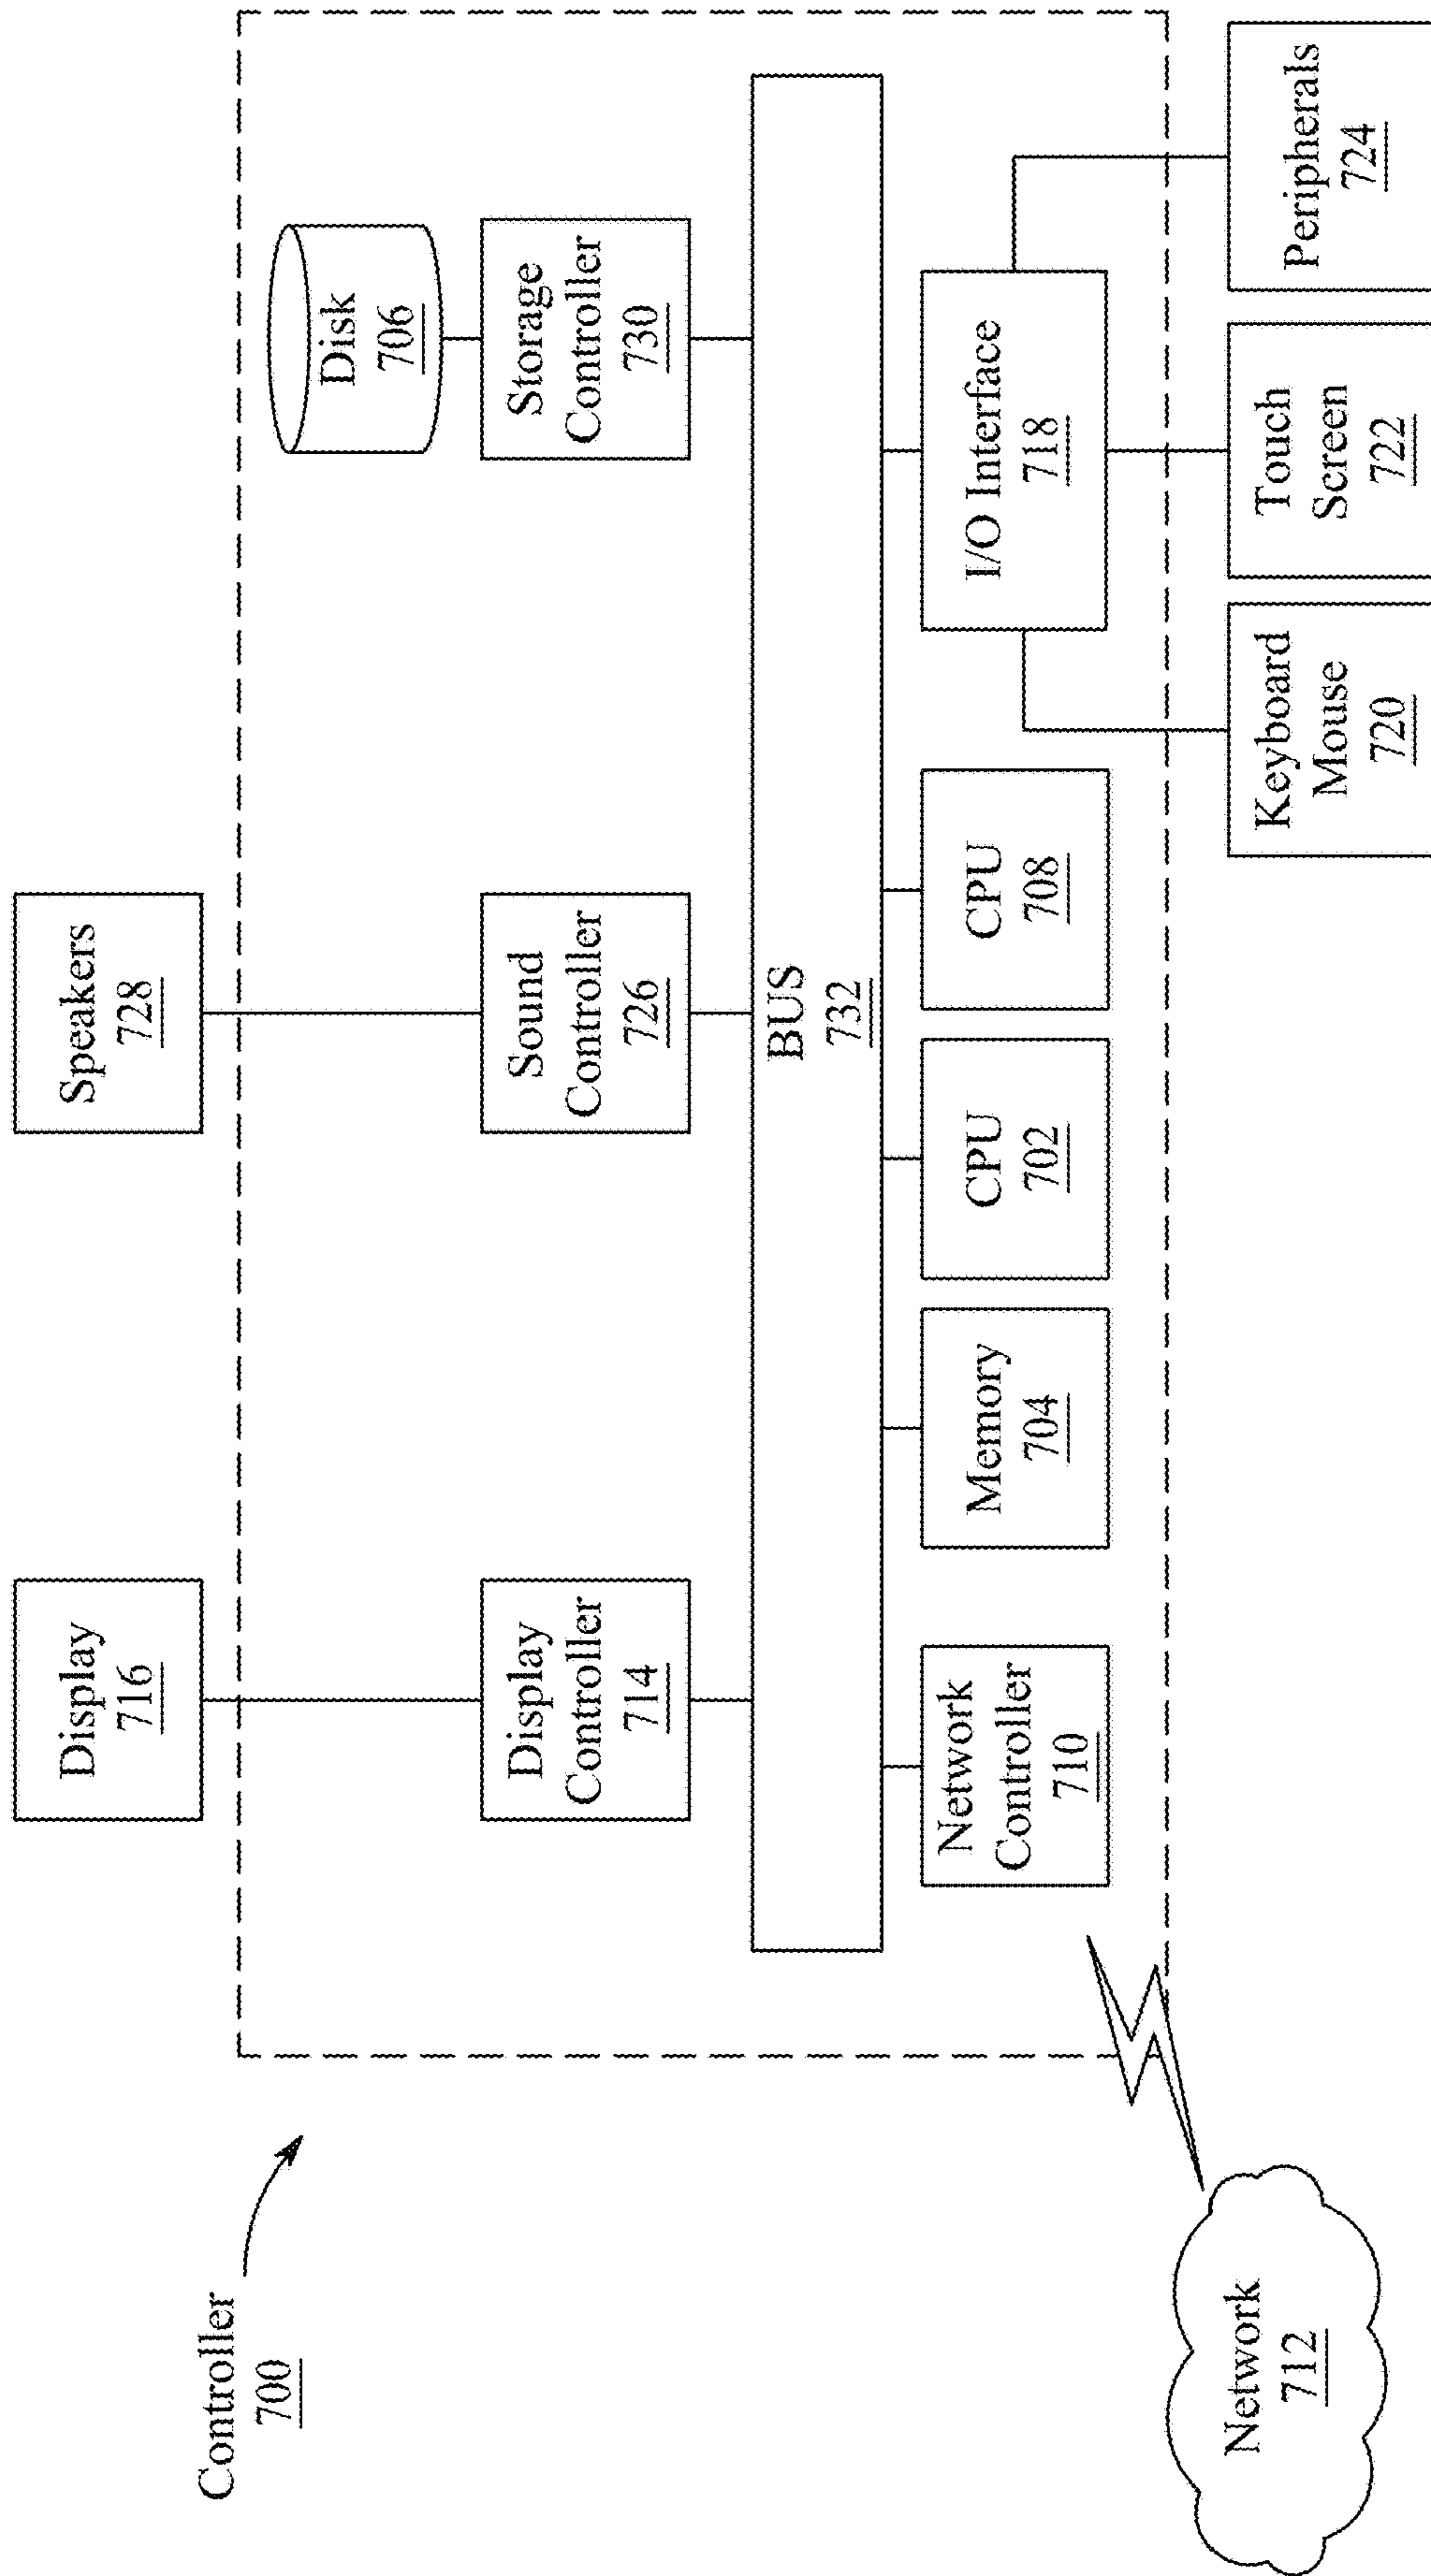 Controller
700
Display
716
Speakers
728
Disk
706
Display
Controller
714
Sound
Controller
726
Storage
Controller
730
BUS
732
Network
Controller
710
Memory
704
CPU
702
CPU
708
I/O Interface
718
Network
712
Keyboard
Mouse
720
Touch
Screen
722
Peripherals
724